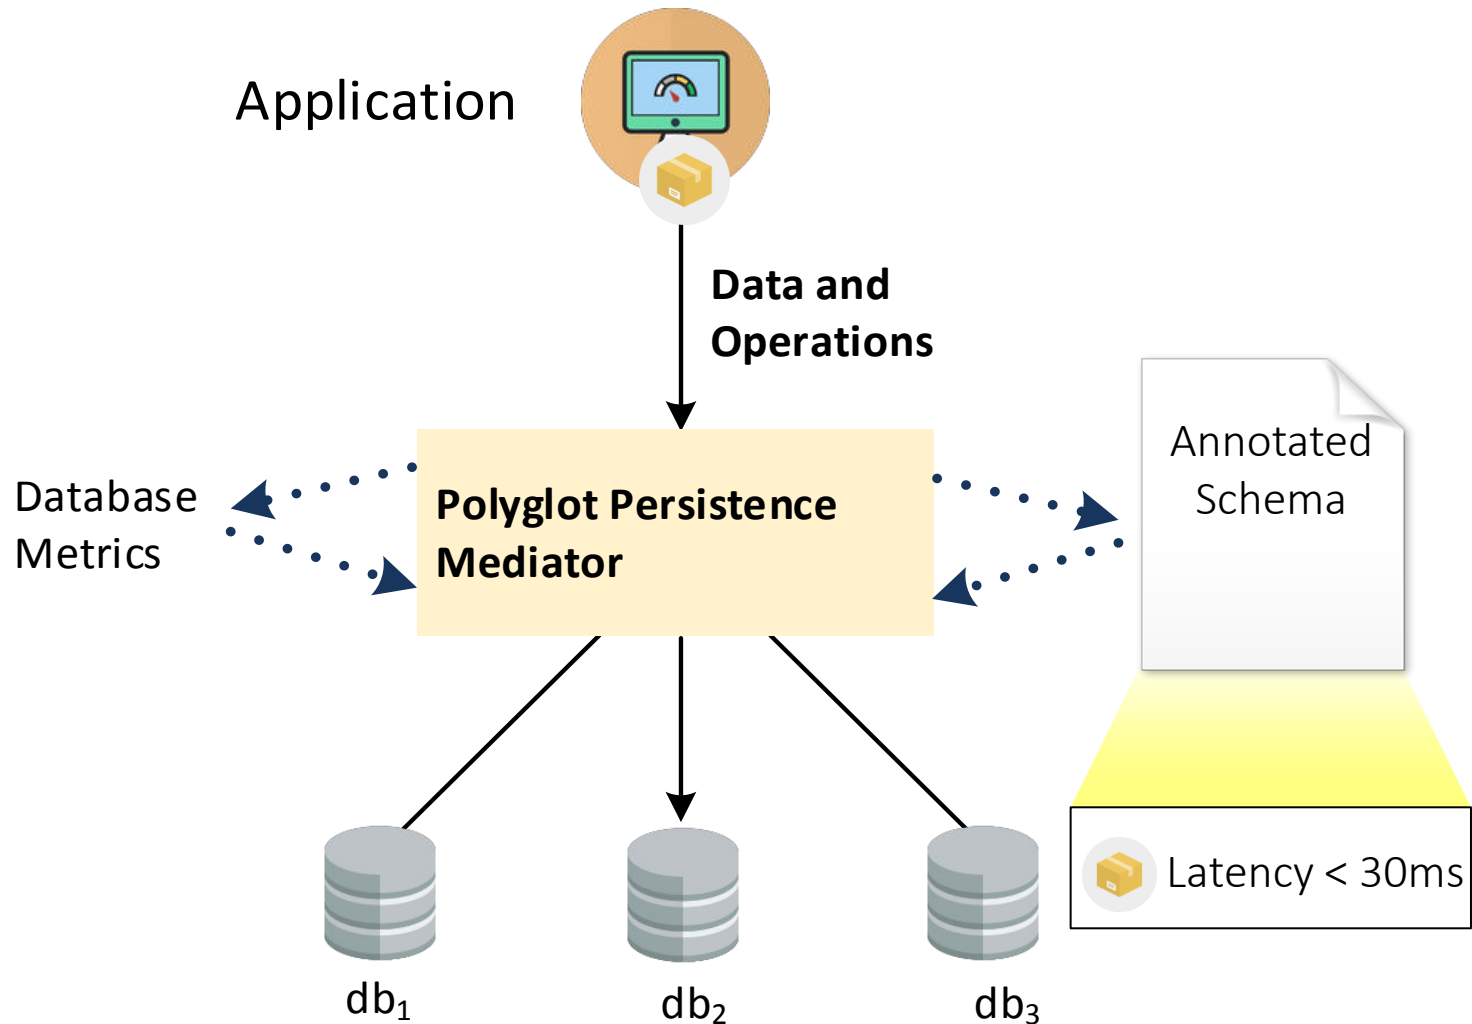 Application
Data and
Operations
Annotated
Schema
Database
Metrics
Polyglot Persistence
Mediator
Latency < 30ms
db₁
db₂
db₃